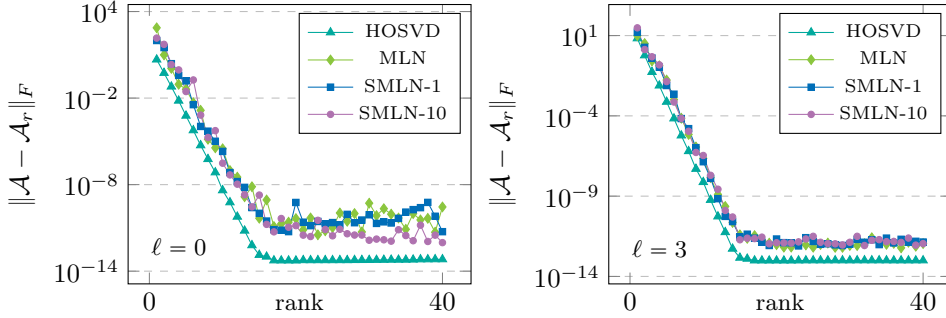 10^4
10^{-2}
10^{-8}
10^{-14}
‖𝒜 − 𝒜_r‖_F
HOSVD
MLN
SMLN-1
SMLN-10
ℓ = 0
0
rank
40
10^1
10^{-4}
10^{-9}
10^{-14}
‖𝒜 − 𝒜_r‖_F
HOSVD
MLN
SMLN-1
SMLN-10
ℓ = 3
0
rank
40